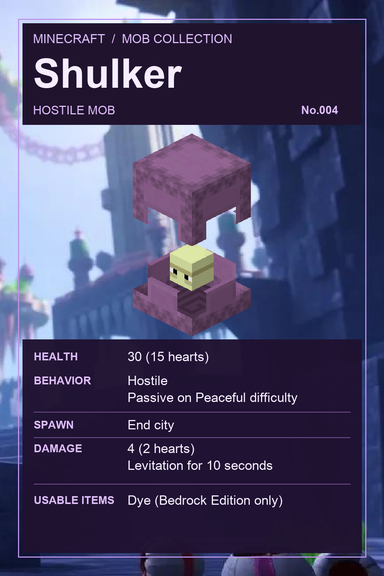 MINECRAFT / MOB COLLECTION
Shulker
HOSTILE MOB No.004
HEALTH 30 (15 hearts)
BEHAVIOR Hostile
Passive on Peaceful difficulty
SPAWN End city
DAMAGE 4 (2 hearts)
Levitation for 10 seconds
USABLE ITEMS Dye (Bedrock Edition only)